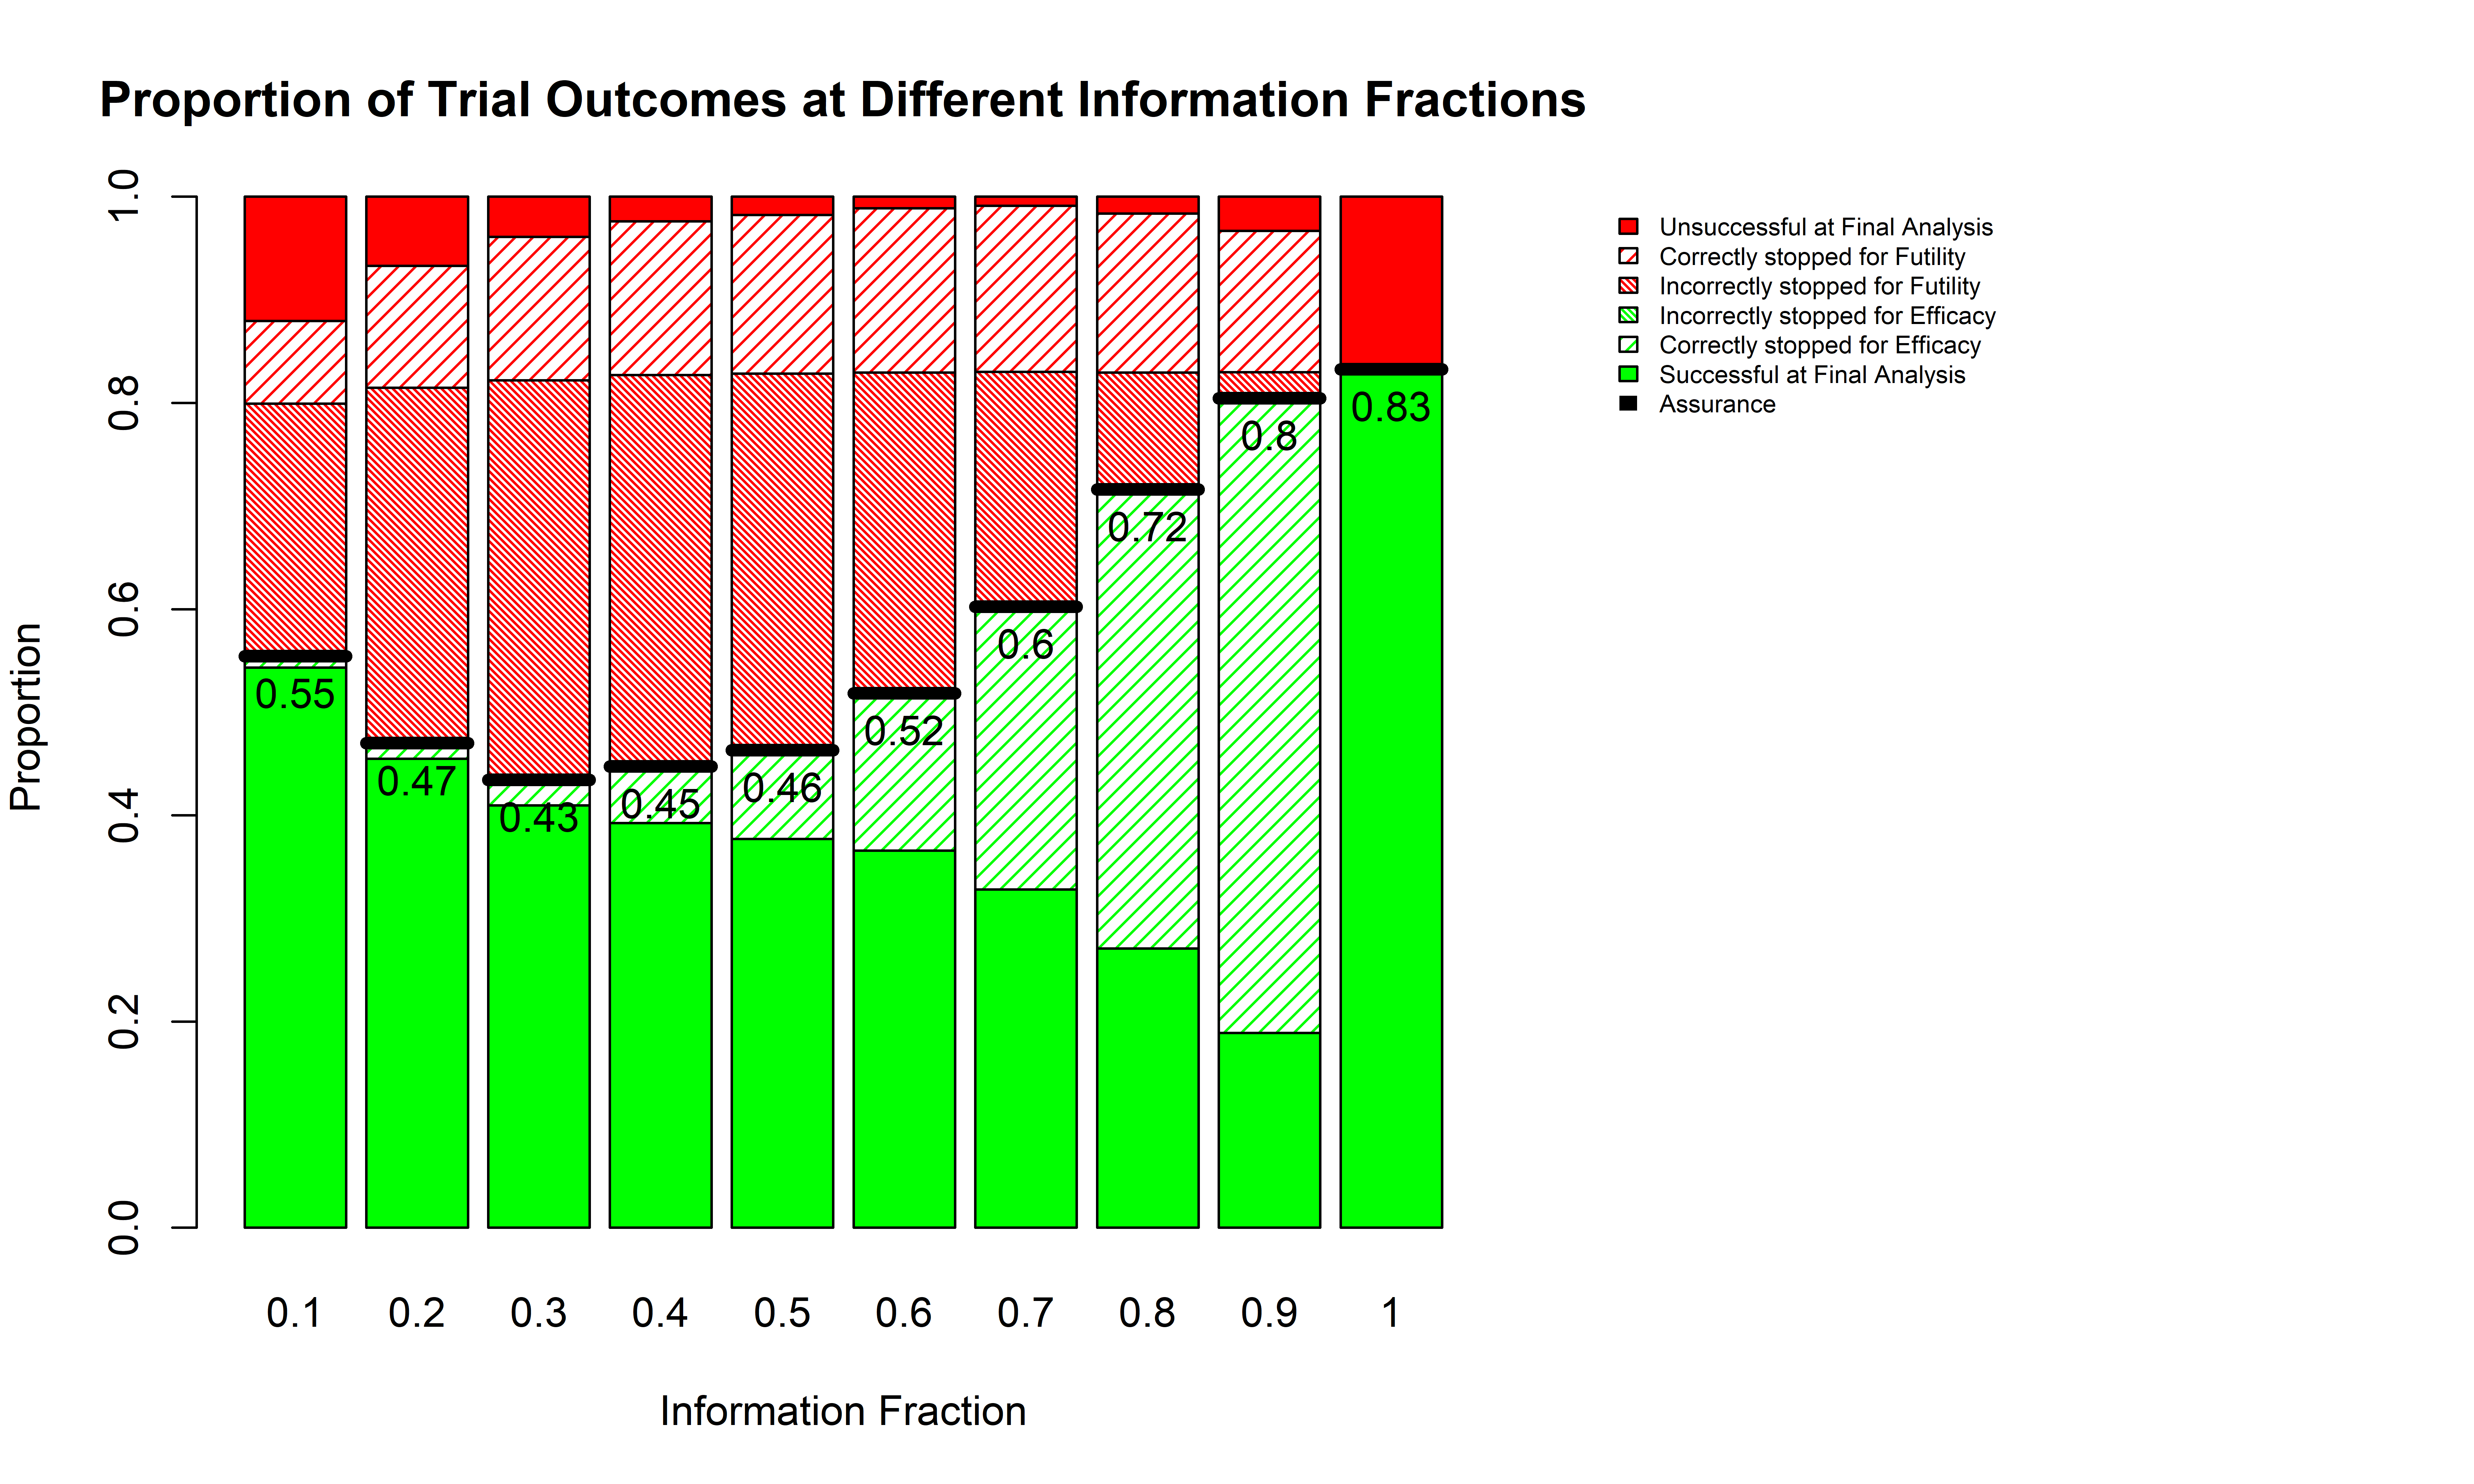 Proportion of Trial Outcomes at Different Information Fractions
Proportion
1.0
0.8
0.6
0.4
0.2
0.0
0.55
0.47
0.43
0.45
0.46
0.52
0.6
0.72
0.8
0.83
0.1 0.2 0.3 0.4 0.5 0.6 0.7 0.8 0.9 1
Information Fraction
Unsuccessful at Final Analysis
Correctly stopped for Futility
Incorrectly stopped for Futility
Incorrectly stopped for Efficacy
Correctly stopped for Efficacy
Successful at Final Analysis
Assurance